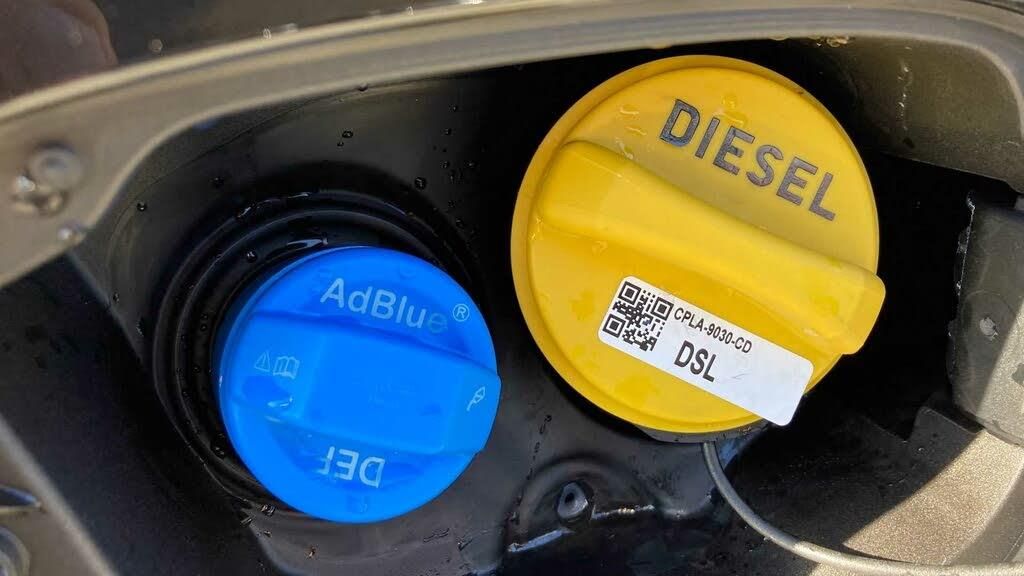 DIESEL
CPLA-9030-CD
DSL
AdBlue®
DEF